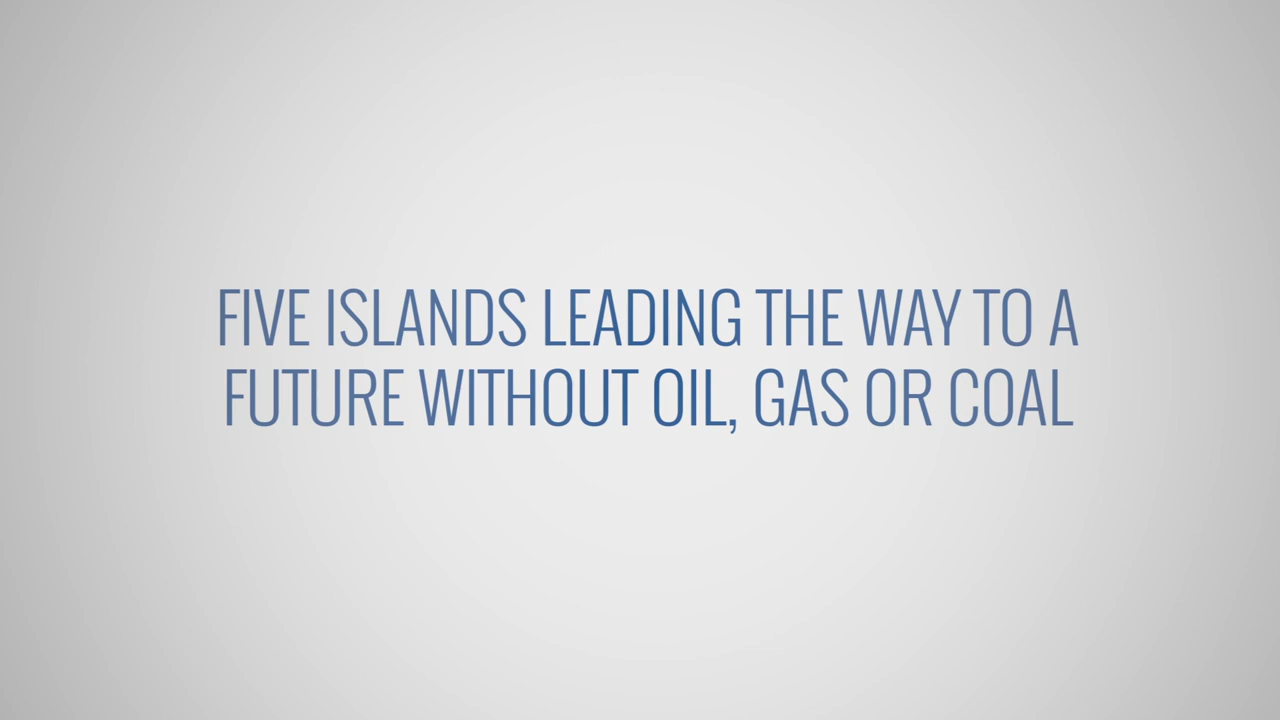 FIVE ISLANDS LEADING THE WAY TO A
FUTURE WITHOUT OIL, GAS OR COAL